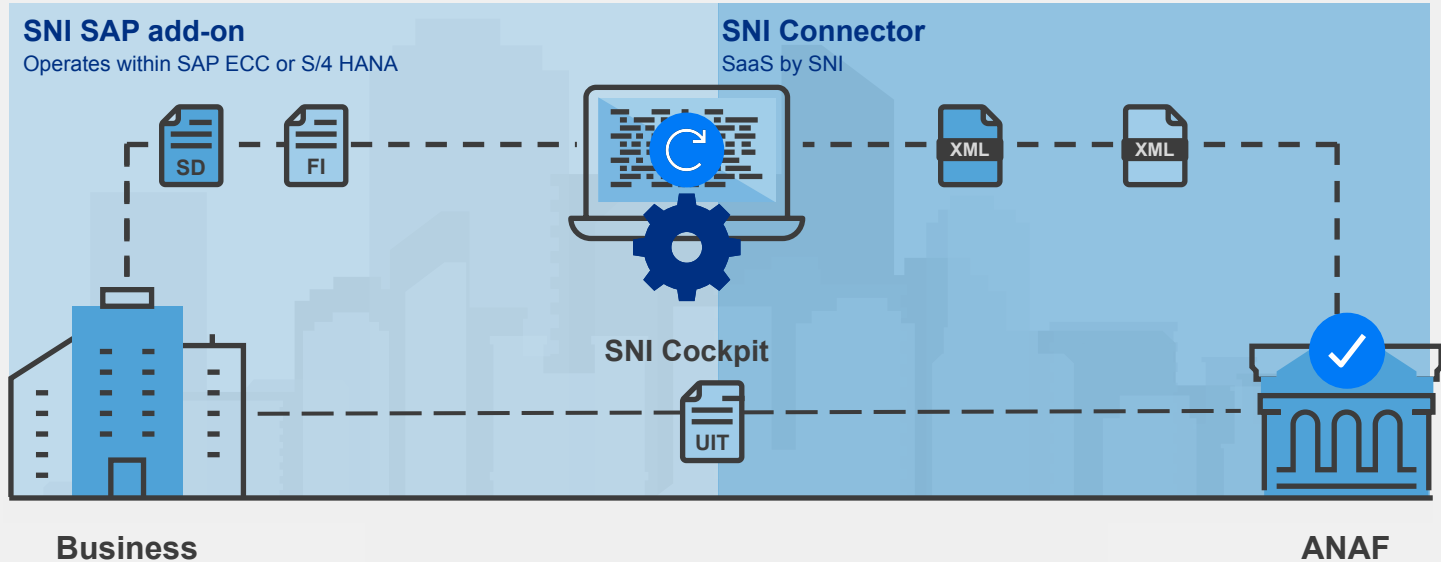 SNI SAP add-on
Operates within SAP ECC or S/4 HANA
SNI Connector
SaaS by SNI
SD
FI
XML
XML
SNI Cockpit
UIT
Business
ANAF